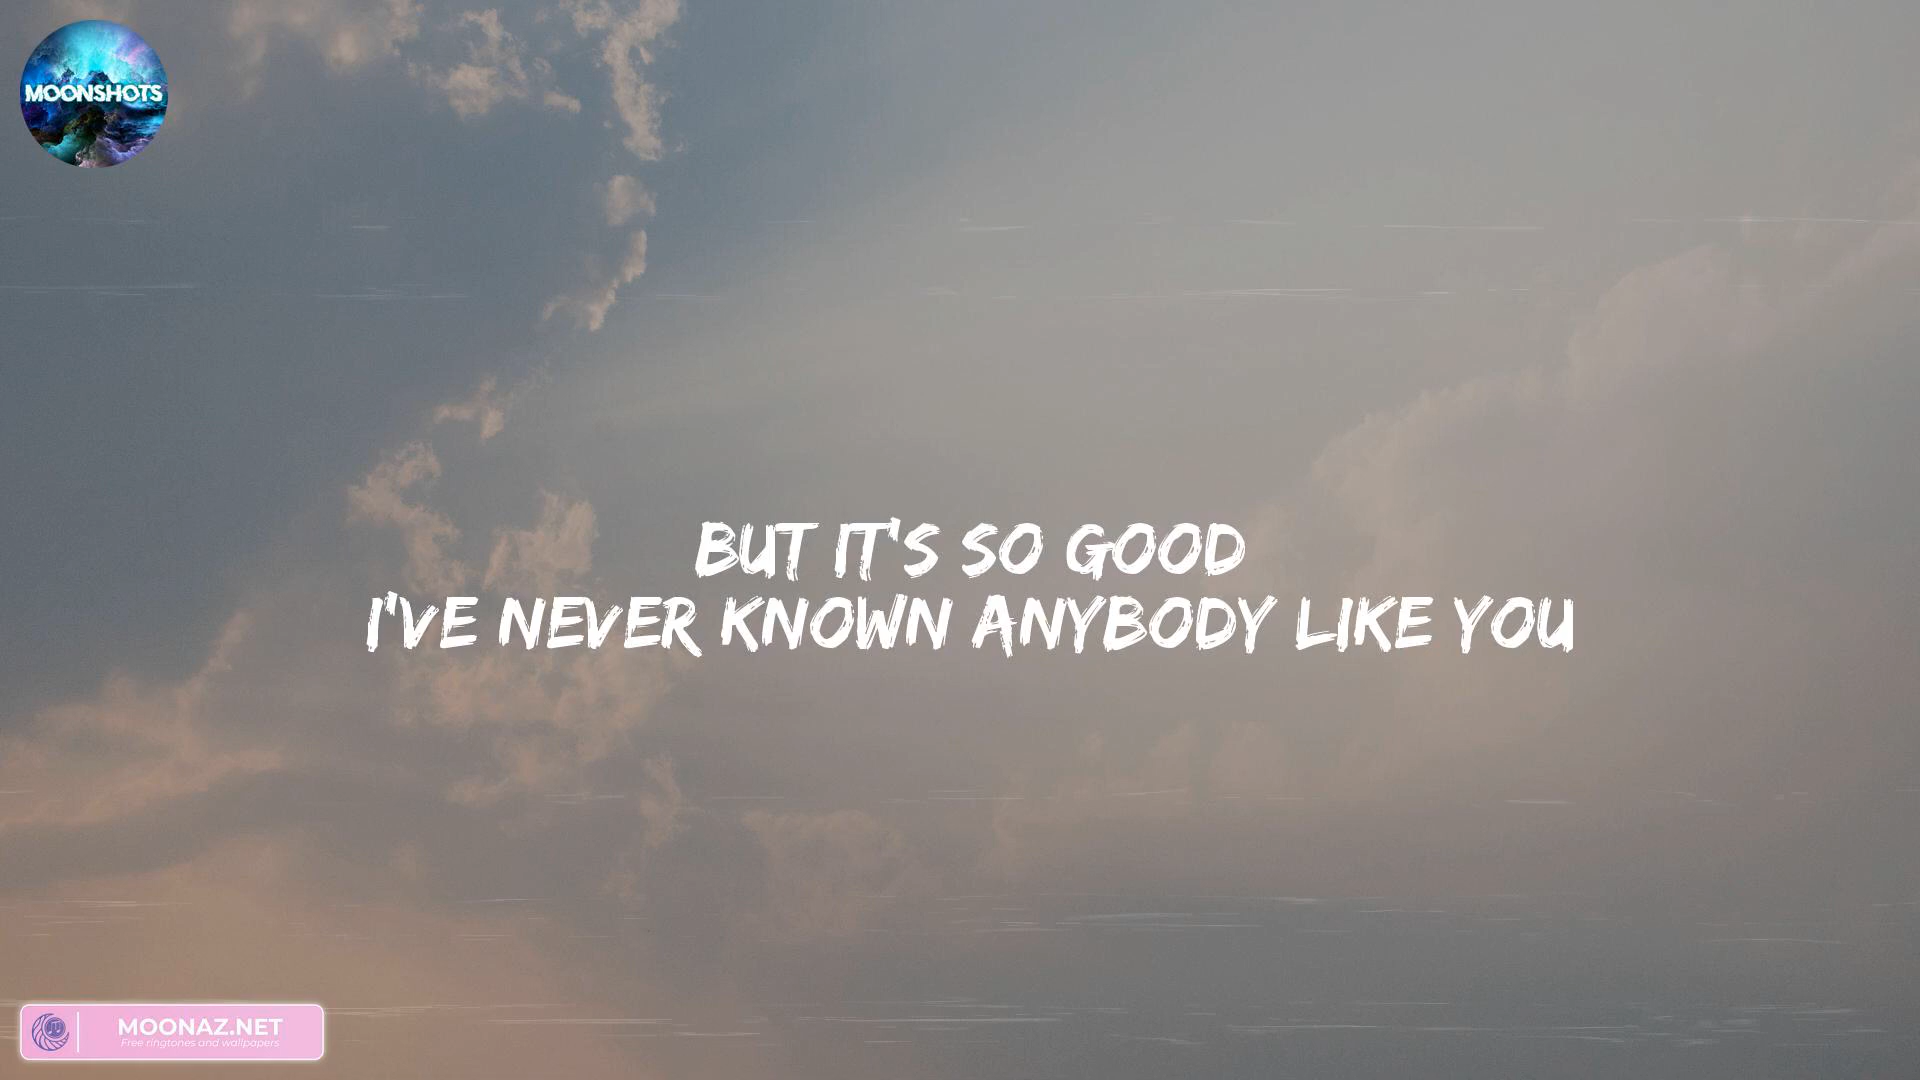 MOONSHOTS
BUT IT'S SO GOOD
I'VE NEVER KNOWN ANYBODY LIKE YOU
MOONAZ.NET
Free ringtones and wallpapers